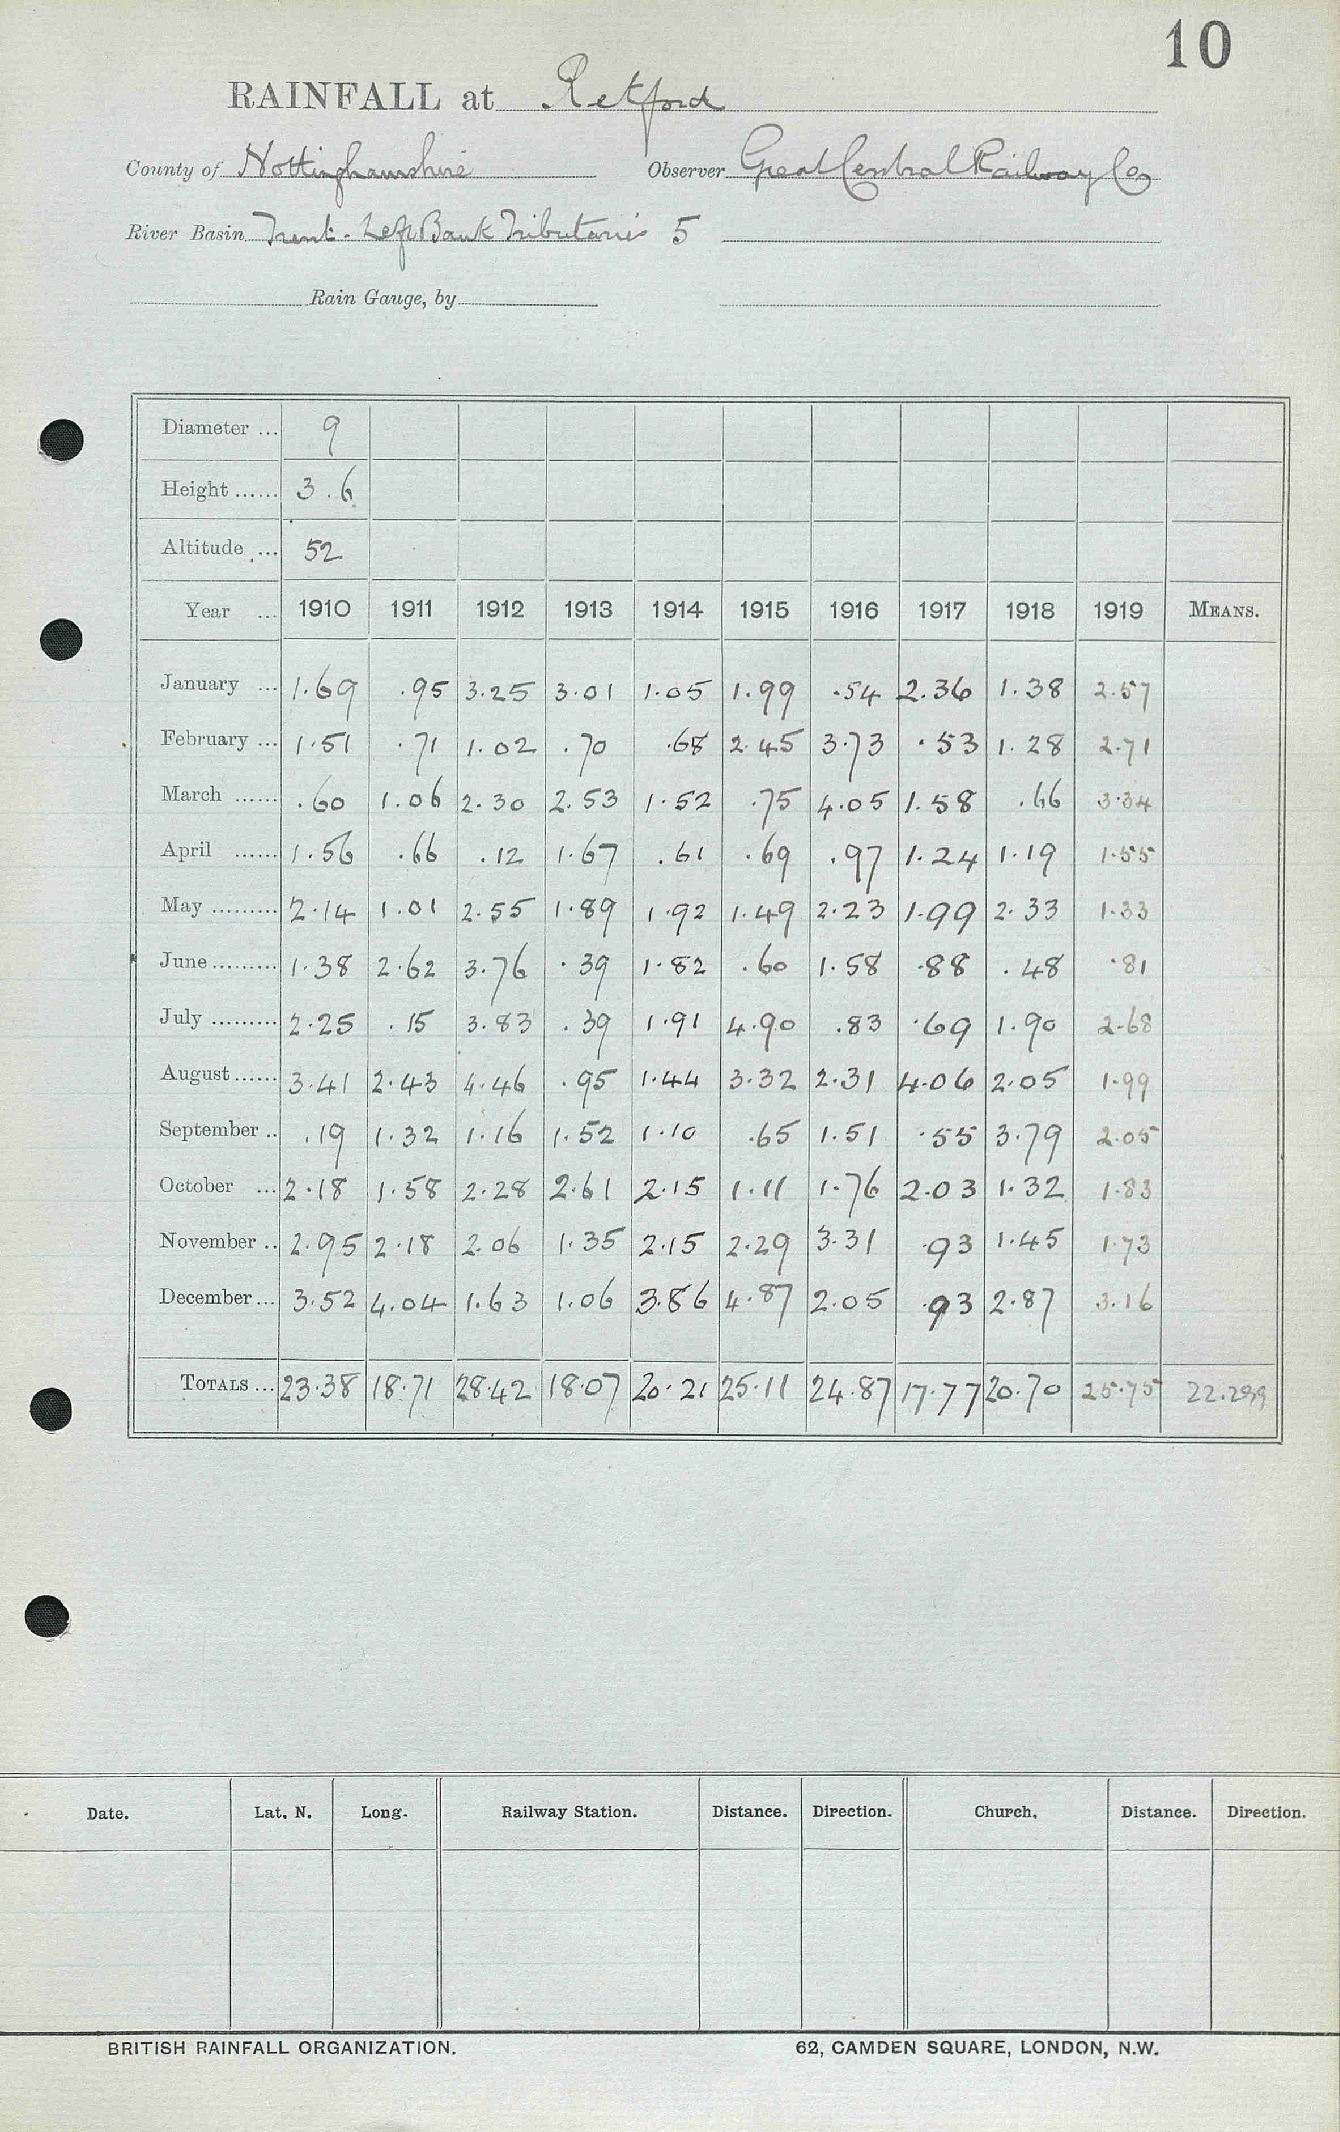 10
RAINFALL at Retford
County of Nottinghamshire Observer Great Central Railway Co
River Basin Trent - Left Bank Tributaries 5
Rain Gauge, by
Diameter ... 9
Height ...... 3.6
Altitude ... 52
Year ... 1910 1911 1912 1913 1914 1915 1916 1917 1918 1919 MEANS.
January ... 1.69 .95 3.25 3.01 1.05 1.99 .54 2.36 1.38 2.57
February ... 1.51 .71 1.02 .70 .68 2.45 3.73 .53 1.28 2.71
March ...... .60 1.06 2.30 2.53 1.52 .75 4.05 1.58 .66 3.34
April ...... 1.56 .66 .12 1.67 .61 .69 .97 1.24 1.19 1.55
May ......... 2.14 1.01 2.55 1.89 1.92 1.49 2.23 1.99 2.33 1.33
June ......... 1.38 2.62 3.76 .39 1.82 .60 1.58 .88 .48 .81
July ......... 2.25 .15 3.83 .39 1.91 4.90 .83 .69 1.90 2.68
August ...... 3.41 2.43 4.46 .95 1.44 3.32 2.31 4.06 2.05 1.99
September .. .19 1.32 1.16 1.52 1.10 .65 1.51 .55 3.79 2.05
October ... 2.18 1.58 2.28 2.61 2.15 1.11 1.76 2.03 1.32 1.83
November .. 2.95 2.18 2.06 1.35 2.15 2.29 3.31 .93 1.45 1.73
December ... 3.52 4.04 1.63 1.06 3.86 4.87 2.05 .93 2.87 3.16
TOTALS ... 23.38 18.71 28.42 18.07 20.21 25.11 24.87 17.77 20.70 25.75 22.299
Date. Lat. N. Long. Railway Station. Distance. Direction. Church. Distance. Direction.
BRITISH RAINFALL ORGANIZATION. 62, CAMDEN SQUARE, LONDON, N.W.